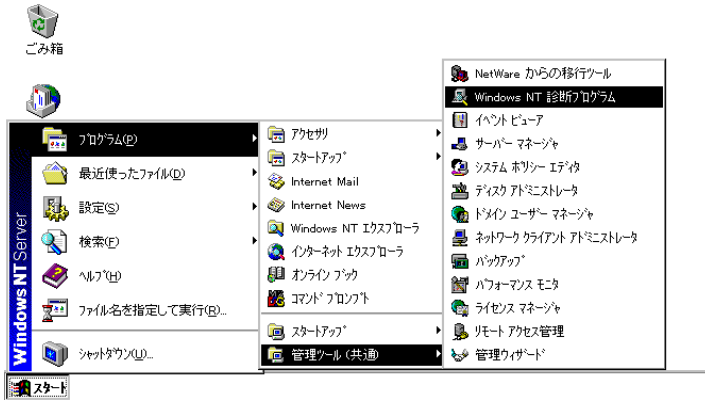 ごみ箱
Windows NT Server
プログラム(P)
最近使ったファイル(D)
設定(S)
検索(F)
ヘルプ(H)
ファイル名を指定して実行(R)...
シャットダウン(U)...
スタート
アクセサリ
スタートアップ
Internet Mail
Internet News
Windows NT エクスプローラ
インターネット エクスプローラ
オンライン ブック
コマンド プロンプト
スタートアップ
管理ツール (共通)
NetWare からの移行ツール
Windows NT 診断プログラム
イベント ビューア
サーバー マネージャ
システム ポリシー エディタ
ディスク アドミニストレータ
ドメイン ユーザー マネージャ
ネットワーク クライアント アドミニストレータ
バックアップ
パフォーマンス モニタ
ライセンス マネージャ
リモート アクセス管理
管理ウィザード